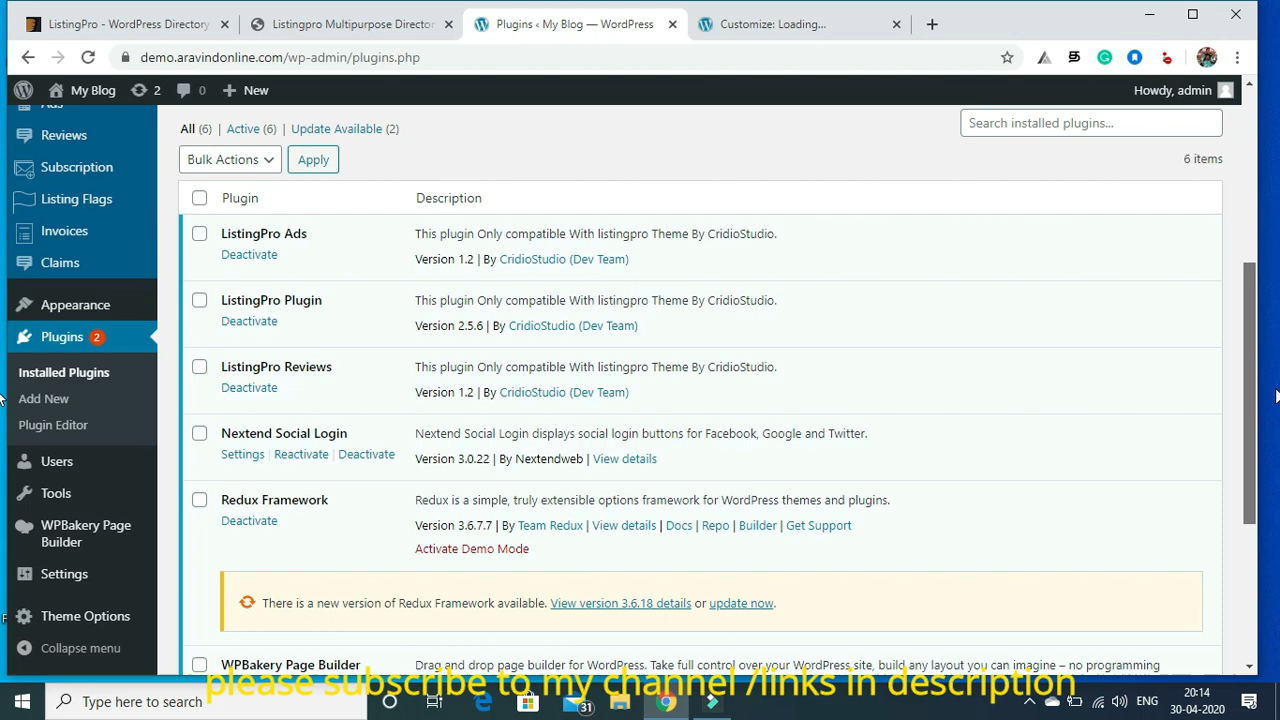 ListingPro - WordPress Directory
Listingpro Multipurpose Director
Plugins ‹ My Blog — WordPress
Customize: Loading...
demo.aravindonline.com/wp-admin/plugins.php
My Blog
2
0
New
Howdy, admin
Reviews
Subscription
Listing Flags
Invoices
Claims
Appearance
Plugins 2
Installed Plugins
Add New
Plugin Editor
Users
Tools
WPBakery Page
Builder
Settings
Theme Options
Collapse menu
All (6) | Active (6) | Update Available (2)
Search installed plugins...
Bulk Actions
Apply
6 items
Plugin
Description
ListingPro Ads
This plugin Only compatible With listingpro Theme By CridioStudio.
Deactivate
Version 1.2 | By CridioStudio (Dev Team)
ListingPro Plugin
This plugin Only compatible With listingpro Theme By CridioStudio.
Deactivate
Version 2.5.6 | By CridioStudio (Dev Team)
ListingPro Reviews
This plugin Only compatible With listingpro Theme By CridioStudio.
Deactivate
Version 1.2 | By CridioStudio (Dev Team)
Nextend Social Login
Nextend Social Login displays social login buttons for Facebook, Google and Twitter.
Settings | Reactivate | Deactivate
Version 3.0.22 | By Nextendweb | View details
Redux Framework
Redux is a simple, truly extensible options framework for WordPress themes and plugins.
Deactivate
Version 3.6.7.7 | By Team Redux | View details | Docs | Repo | Builder | Get Support
Activate Demo Mode
There is a new version of Redux Framework available. View version 3.6.18 details or update now.
WPBakery Page Builder
Drag and drop page builder for WordPress. Take full control over your WordPress site, build any layout you can imagine – no programming
please subscribe to my channel /links in description
Type here to search
31
ENG
20:14
30-04-2020